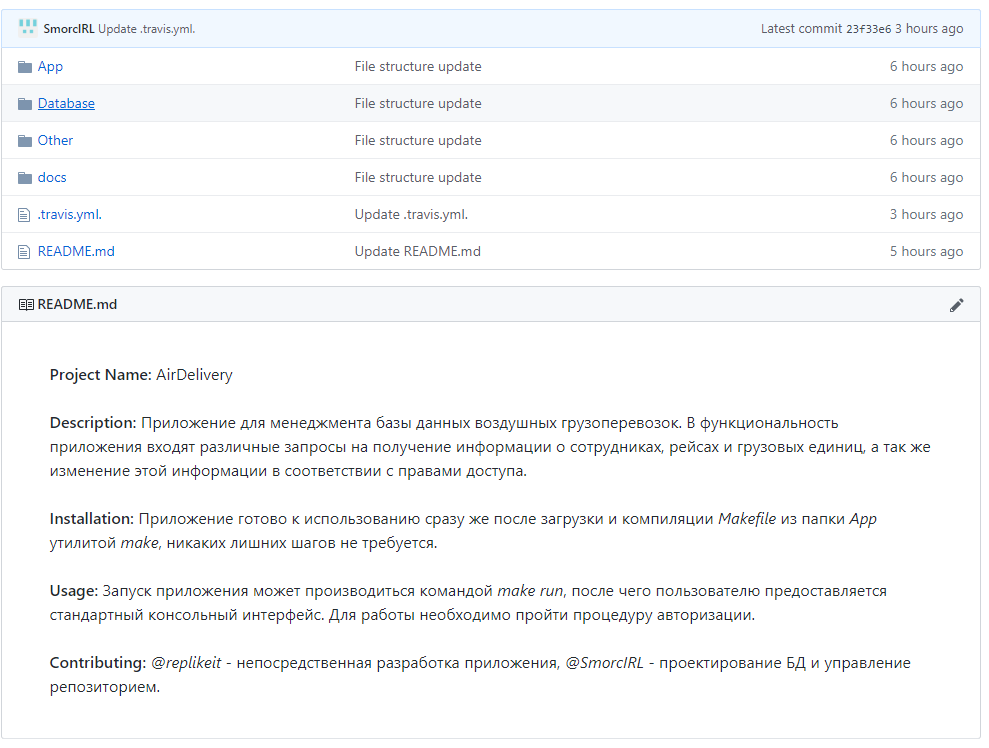 SmorcIRL Update .travis.yml. Latest commit 23f33e6 3 hours ago
App File structure update 6 hours ago
Database File structure update 6 hours ago
Other File structure update 6 hours ago
docs File structure update 6 hours ago
.travis.yml. Update .travis.yml. 3 hours ago
README.md Update README.md 5 hours ago
README.md
Project Name: AirDelivery
Description: Приложение для менеджмента базы данных воздушных грузоперевозок. В функциональность
приложения входят различные запросы на получение информации о сотрудниках, рейсах и грузовых единиц, а так же
изменение этой информации в соответствии с правами доступа.
Installation: Приложение готово к использованию сразу же после загрузки и компиляции Makefile из папки App
утилитой make, никаких лишних шагов не требуется.
Usage: Запуск приложения может производиться командой make run, после чего пользователю предоставляется
стандартный консольный интерфейс. Для работы необходимо пройти процедуру авторизации.
Contributing: @replikeit - непосредственная разработка приложения, @SmorcIRL - проектирование БД и управление
репозиторием.